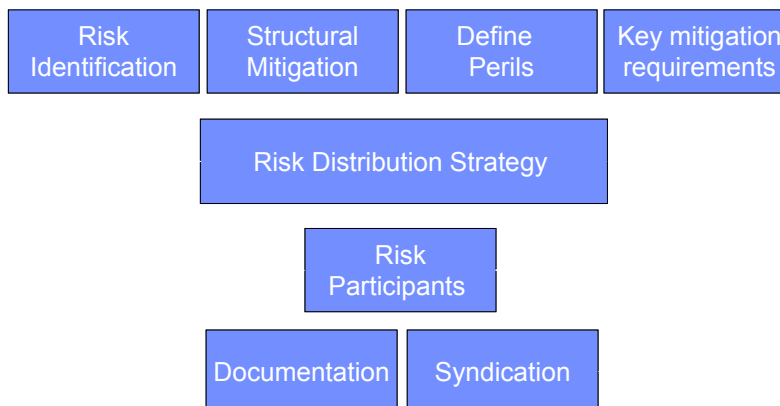 Risk
Identification
Structural
Mitigation
Define
Perils
Key mitigation
requirements
Risk Distribution Strategy
Risk
Participants
Documentation
Syndication